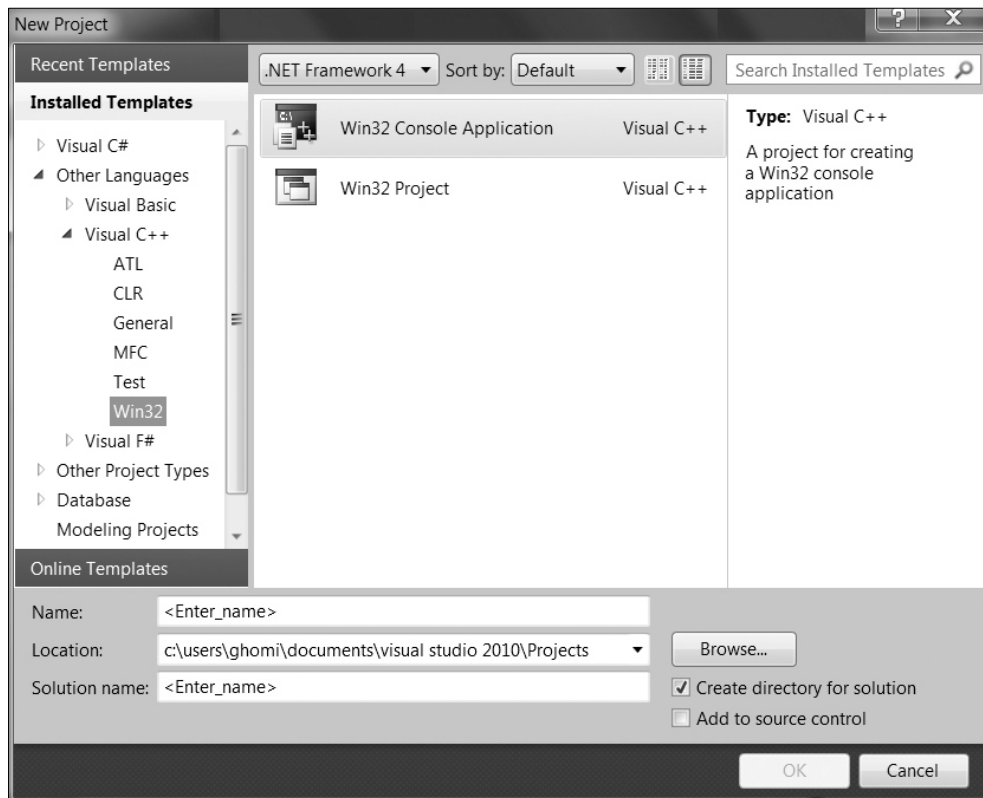 New Project
? X
Recent Templates
.NET Framework 4 Sort by: Default Search Installed Templates
Installed Templates
Visual C#
Other Languages
Visual Basic
Visual C++
ATL
CLR
General
MFC
Test
Win32
Visual F#
Other Project Types
Database
Modeling Projects
Online Templates
C:\
Win32 Console Application Visual C++
Win32 Project Visual C++
Type: Visual C++
A project for creating
a Win32 console
application
Name: <Enter_name>
Location: c:\users\ghomi\documents\visual studio 2010\Projects Browse...
Solution name: <Enter_name> Create directory for solution
Add to source control
OK Cancel